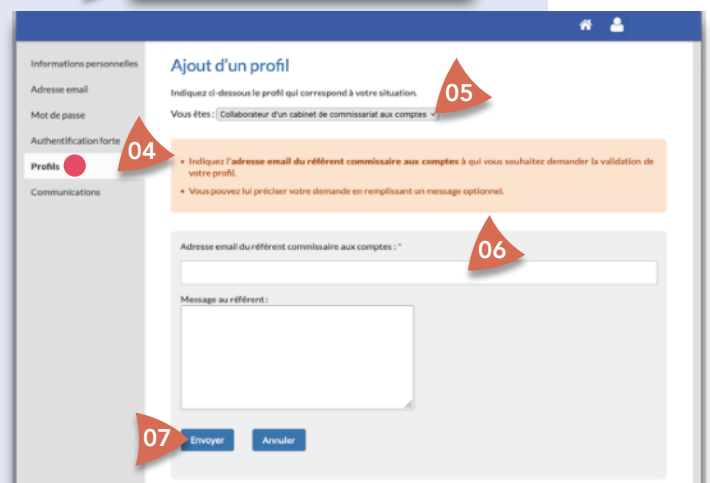 Informations personnelles
Adresse email
Mot de passe
Authentification forte
04
Profils
Communications
Ajout d'un profil
Indiquez ci-dessous le profil qui correspond à votre situation.
05
Vous êtes : Collaborateur d'un cabinet de commissariat aux comptes
• Indiquez l'adresse email du référent commissaire aux comptes à qui vous souhaitez demander la validation de
votre profil.
• Vous pouvez lui préciser votre demande en remplissant un message optionnel.
Adresse email du référent commissaire aux comptes : *
06
Message au référent :
07
Envoyer
Annuler